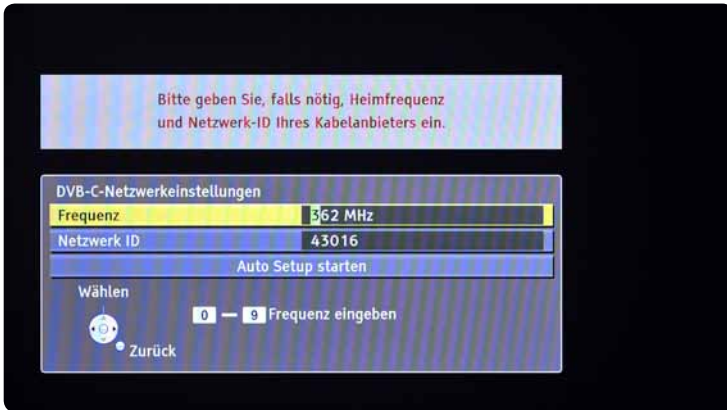 Bitte geben Sie, falls nötig, Heimfrequenz
und Netzwerk-ID Ihres Kabelanbieters ein.
DVB-C-Netzwerkeinstellungen
Frequenz 362 MHz
Netzwerk ID 43016
Auto Setup starten
Wählen
0 — 9 Frequenz eingeben
Zurück